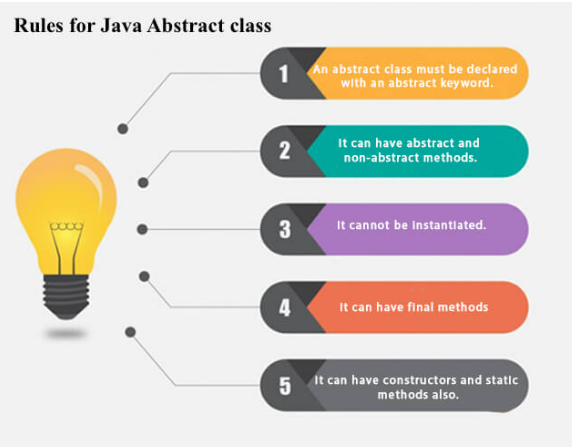 Rules for Java Abstract class
1
An abstract class must be declared
with an abstract keyword.
2
It can have abstract and
non-abstract methods.
3
It cannot be instantiated.
4
It can have final methods
5
It can have constructors and static
methods also.